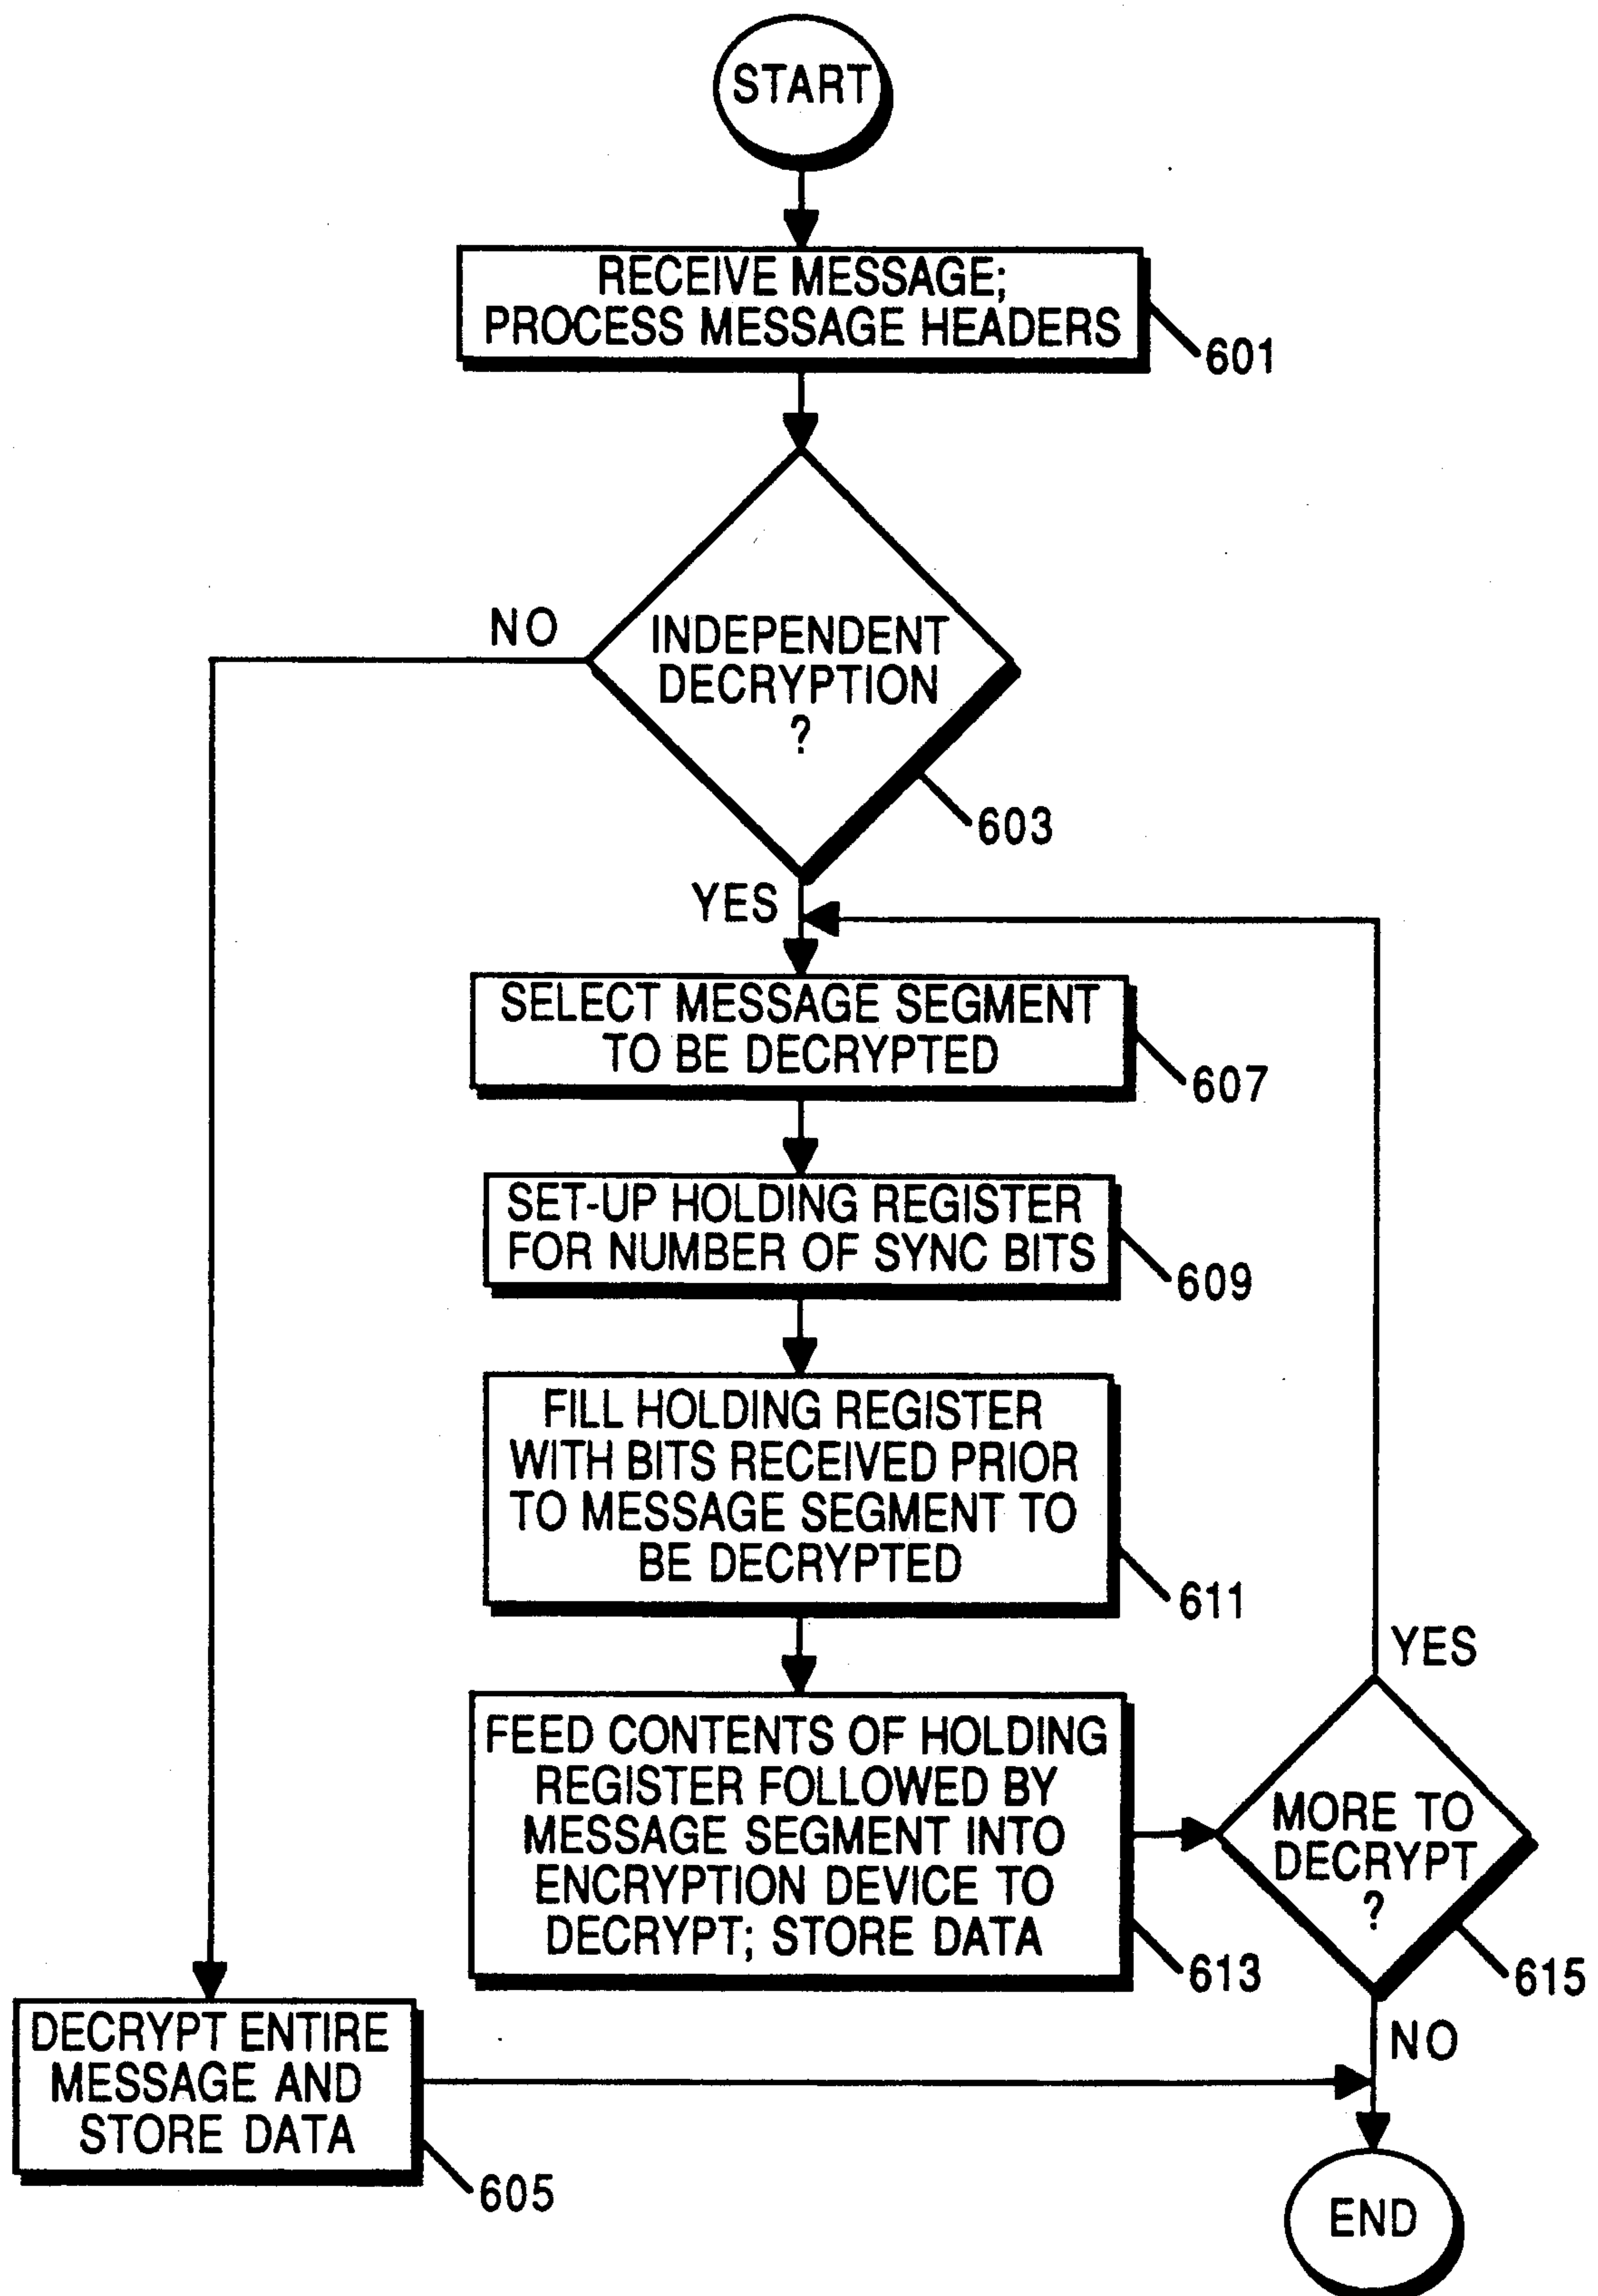 START
RECEIVE MESSAGE;
PROCESS MESSAGE HEADERS
601
NO
INDEPENDENT
DECRYPTION
?
603
YES
SELECT MESSAGE SEGMENT
TO BE DECRYPTED
607
SET-UP HOLDING REGISTER
FOR NUMBER OF SYNC BITS
609
FILL HOLDING REGISTER
WITH BITS RECEIVED PRIOR
TO MESSAGE SEGMENT TO
BE DECRYPTED
611
FEED CONTENTS OF HOLDING
REGISTER FOLLOWED BY
MESSAGE SEGMENT INTO
ENCRYPTION DEVICE TO
DECRYPT; STORE DATA
613
YES
MORE TO
DECRYPT
?
615
NO
DECRYPT ENTIRE
MESSAGE AND
STORE DATA
605
END